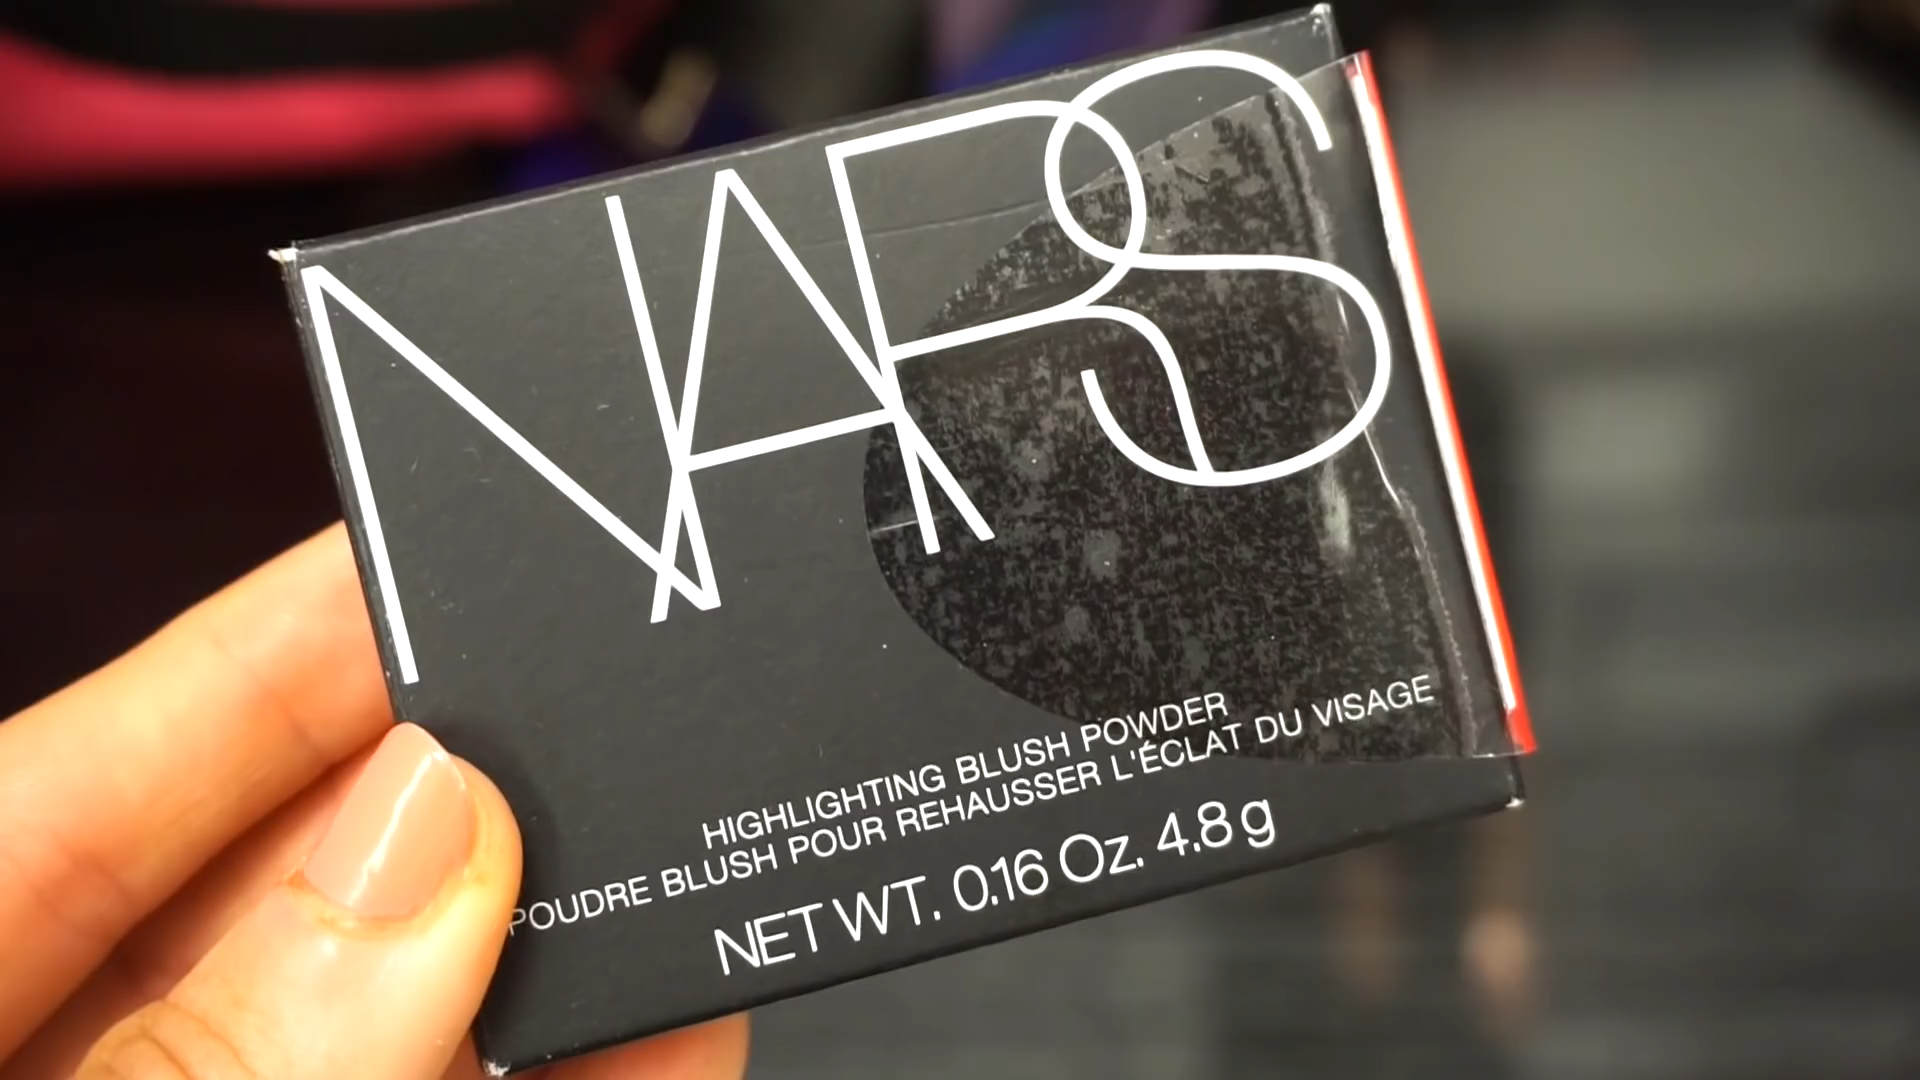 NARS
HIGHLIGHTING BLUSH POWDER
POUDRE BLUSH POUR REHAUSSER L'ÉCLAT DU VISAGE
NET WT. 0.16 Oz. 4.8 g